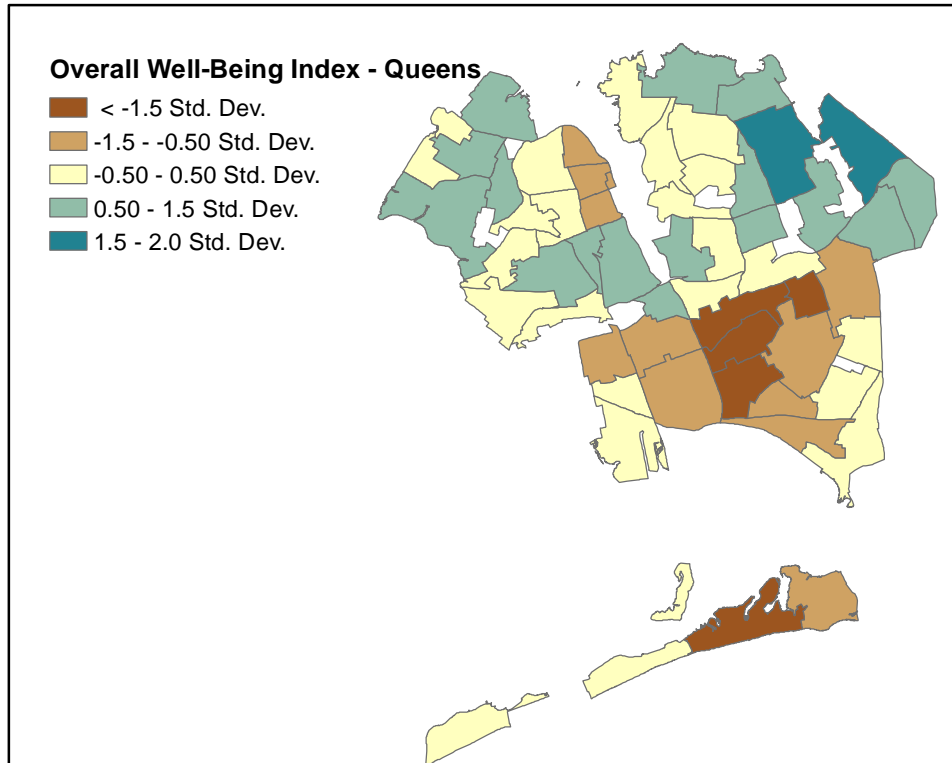 Overall Well-Being Index - Queens
< -1.5 Std. Dev.
-1.5 - -0.50 Std. Dev.
-0.50 - 0.50 Std. Dev.
0.50 - 1.5 Std. Dev.
1.5 - 2.0 Std. Dev.